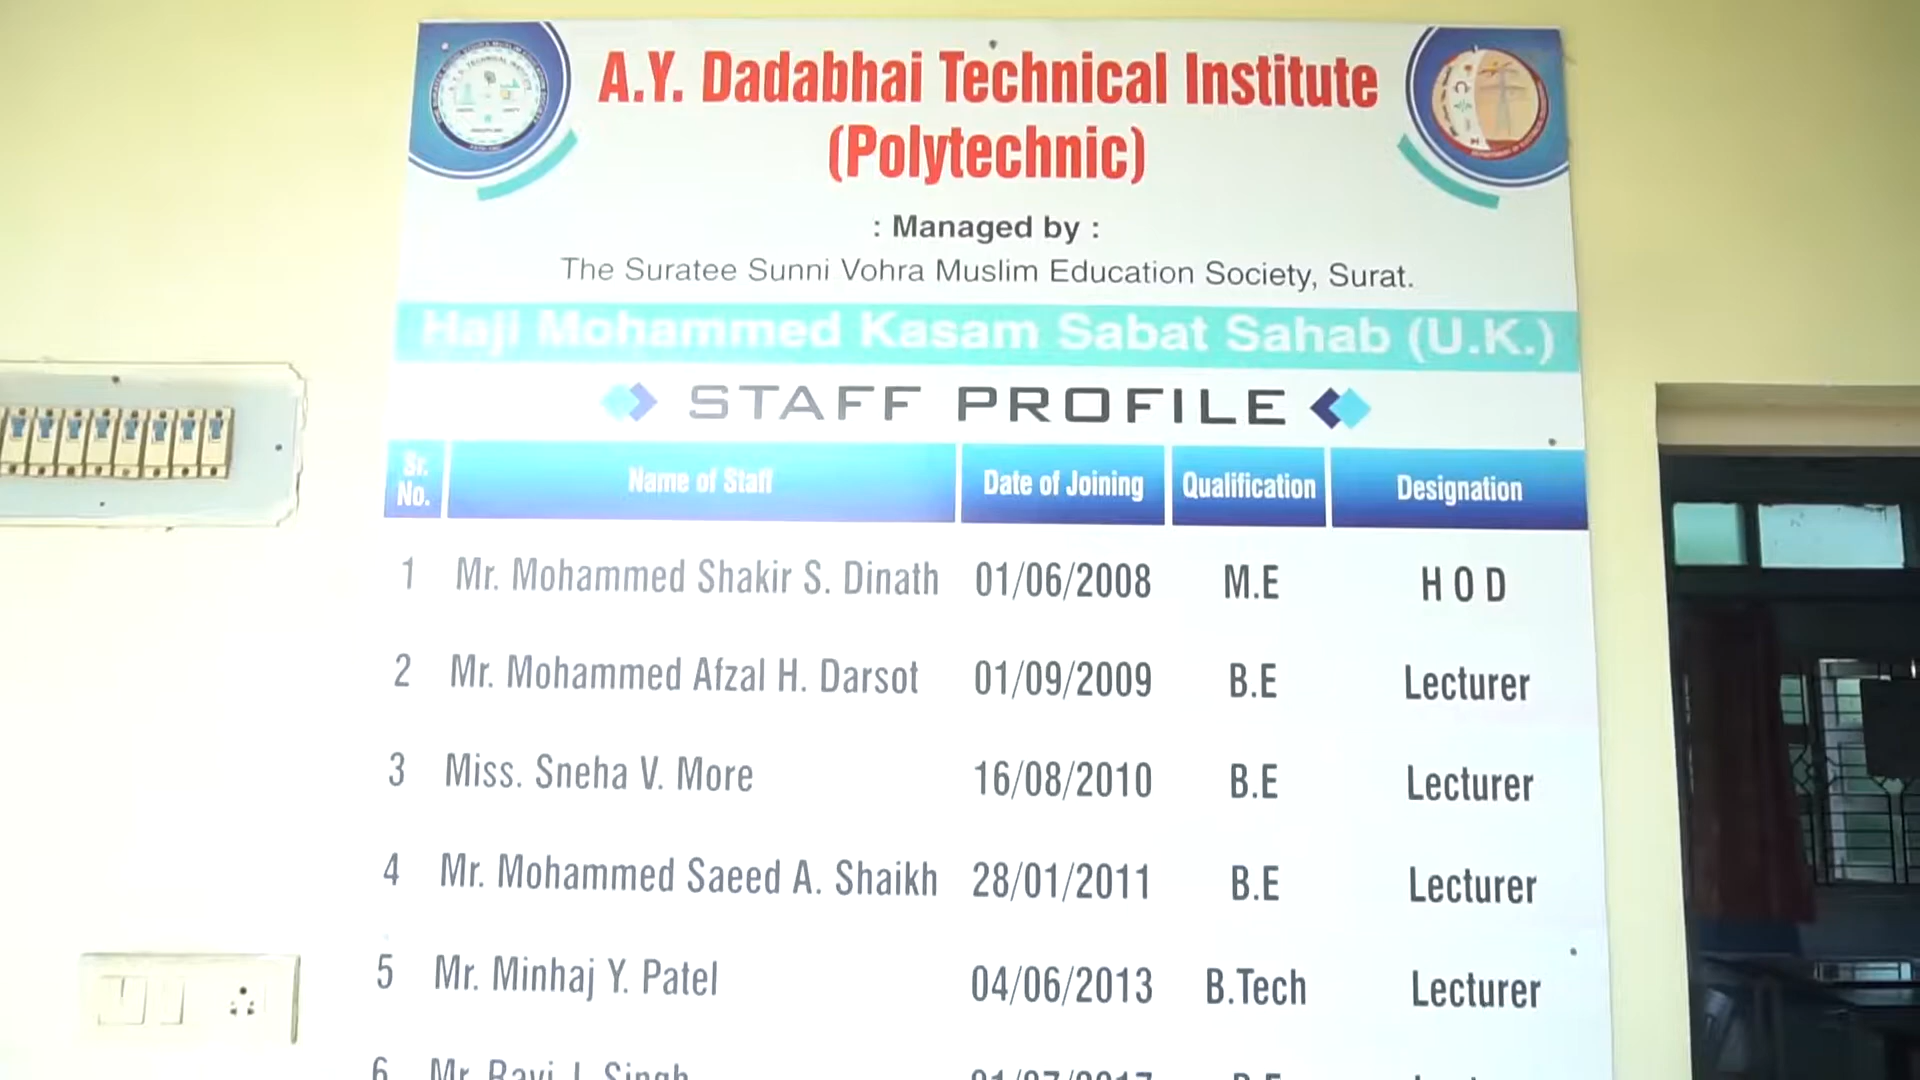 A.Y. Dadabhai Technical Institute
(Polytechnic)
: Managed by :
The Suratee Sunni Vohra Muslim Education Society, Surat.
Haji Mohammed Kasam Sabat Sahab (U.K.)
STAFF PROFILE
Sr. No. Name of Staff Date of Joining Qualification Designation
1 Mr. Mohammed Shakir S. Dinath 01/06/2008 M.E H O D
2 Mr. Mohammed Afzal H. Darsot 01/09/2009 B.E Lecturer
3 Miss. Sneha V. More 16/08/2010 B.E Lecturer
4 Mr. Mohammed Saeed A. Shaikh 28/01/2011 B.E Lecturer
5 Mr. Minhaj Y. Patel 04/06/2013 B.Tech Lecturer
6 Mr. Ravi Singh